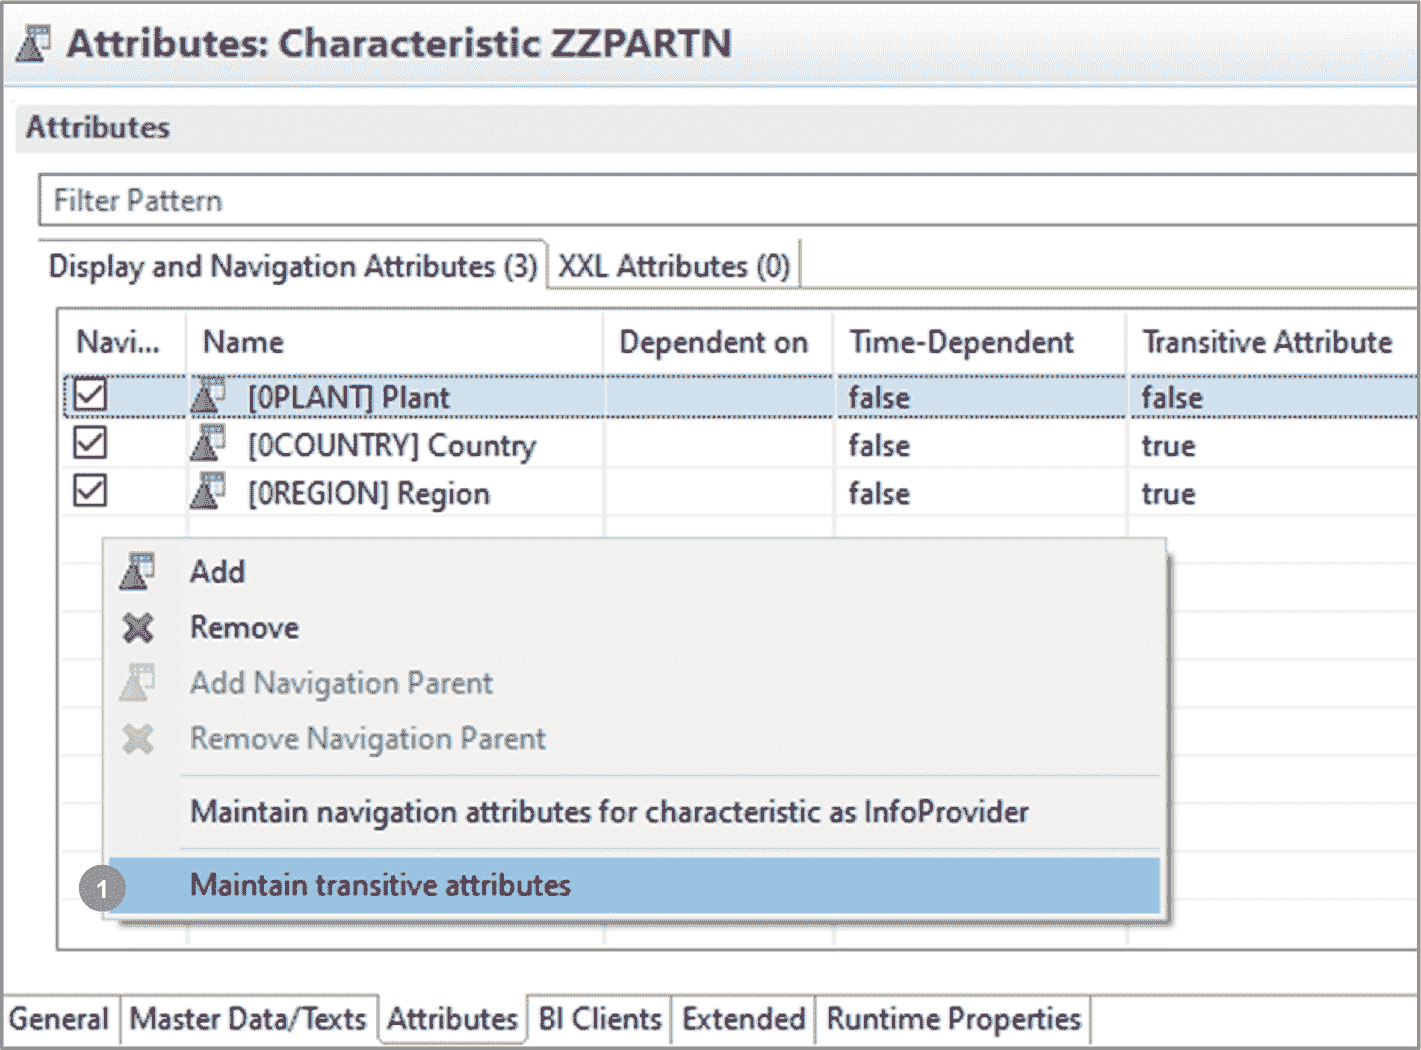 Attributes: Characteristic ZZPARTN
Attributes
Filter Pattern
Display and Navigation Attributes (3) XXL Attributes (0)
Navi... Name Dependent on Time-Dependent Transitive Attribute
[0PLANT] Plant false false
[0COUNTRY] Country false true
[0REGION] Region false true
Add
Remove
Add Navigation Parent
Remove Navigation Parent
Maintain navigation attributes for characteristic as InfoProvider
1 Maintain transitive attributes
General Master Data/Texts Attributes BI Clients Extended Runtime Properties